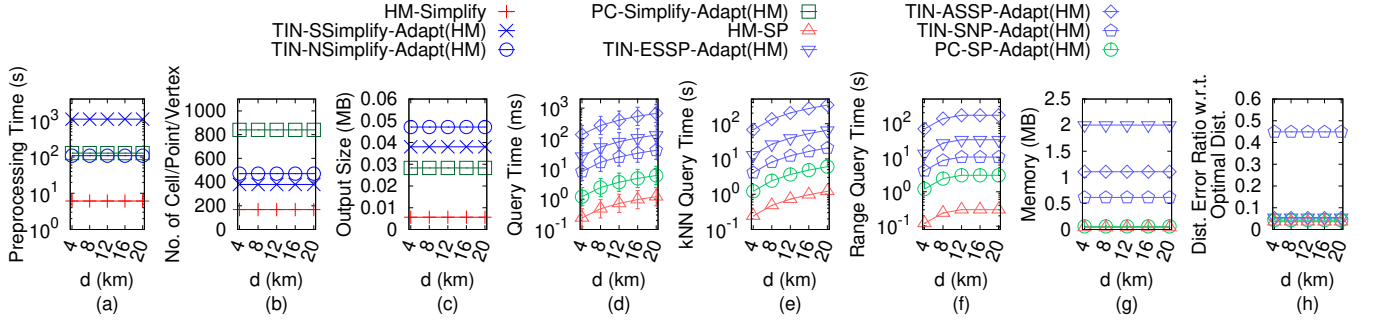 HM-Simplify
TIN-SSimplify-Adapt(HM)
TIN-NSimplify-Adapt(HM)
PC-Simplify-Adapt(HM)
HM-SP
TIN-ESSP-Adapt(HM)
TIN-ASSP-Adapt(HM)
TIN-SNP-Adapt(HM)
PC-SP-Adapt(HM)
Preprocessing Time (s)
10^3
10^2
10^1
10^0
4 8 12 16 20
d (km)
(a)
No. of Cell/Point/Vertex
1000
800
600
400
200
0
4 8 12 16 20
d (km)
(b)
Output Size (MB)
0.06
0.05
0.04
0.03
0.02
0.01
0
4 8 12 16 20
d (km)
(c)
Query Time (ms)
10^2
10^1
10^0
10^-1
4 8 12 16 20
d (km)
(d)
kNN Query Time (s)
10^2
10^1
10^0
10^-1
4 8 12 16 20
d (km)
(e)
Range Query Time (s)
10^2
10^1
10^0
10^-1
4 8 12 16 20
d (km)
(f)
Memory (MB)
2.5
2
1.5
1
0.5
0
4 8 12 16 20
d (km)
(g)
Dist. Error Ratio w.r.t.
Optimal Dist.
0.6
0.5
0.4
0.3
0.2
0.1
0
4 8 12 16 20
d (km)
(h)